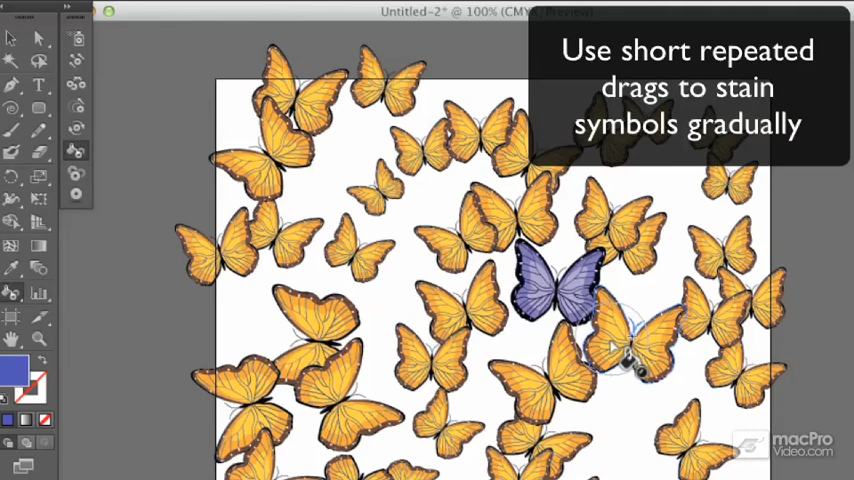 Untitled-2* @ 100% (CMYK/Preview)
Use short repeated
drags to stain
symbols gradually
T
macPro
Video.com